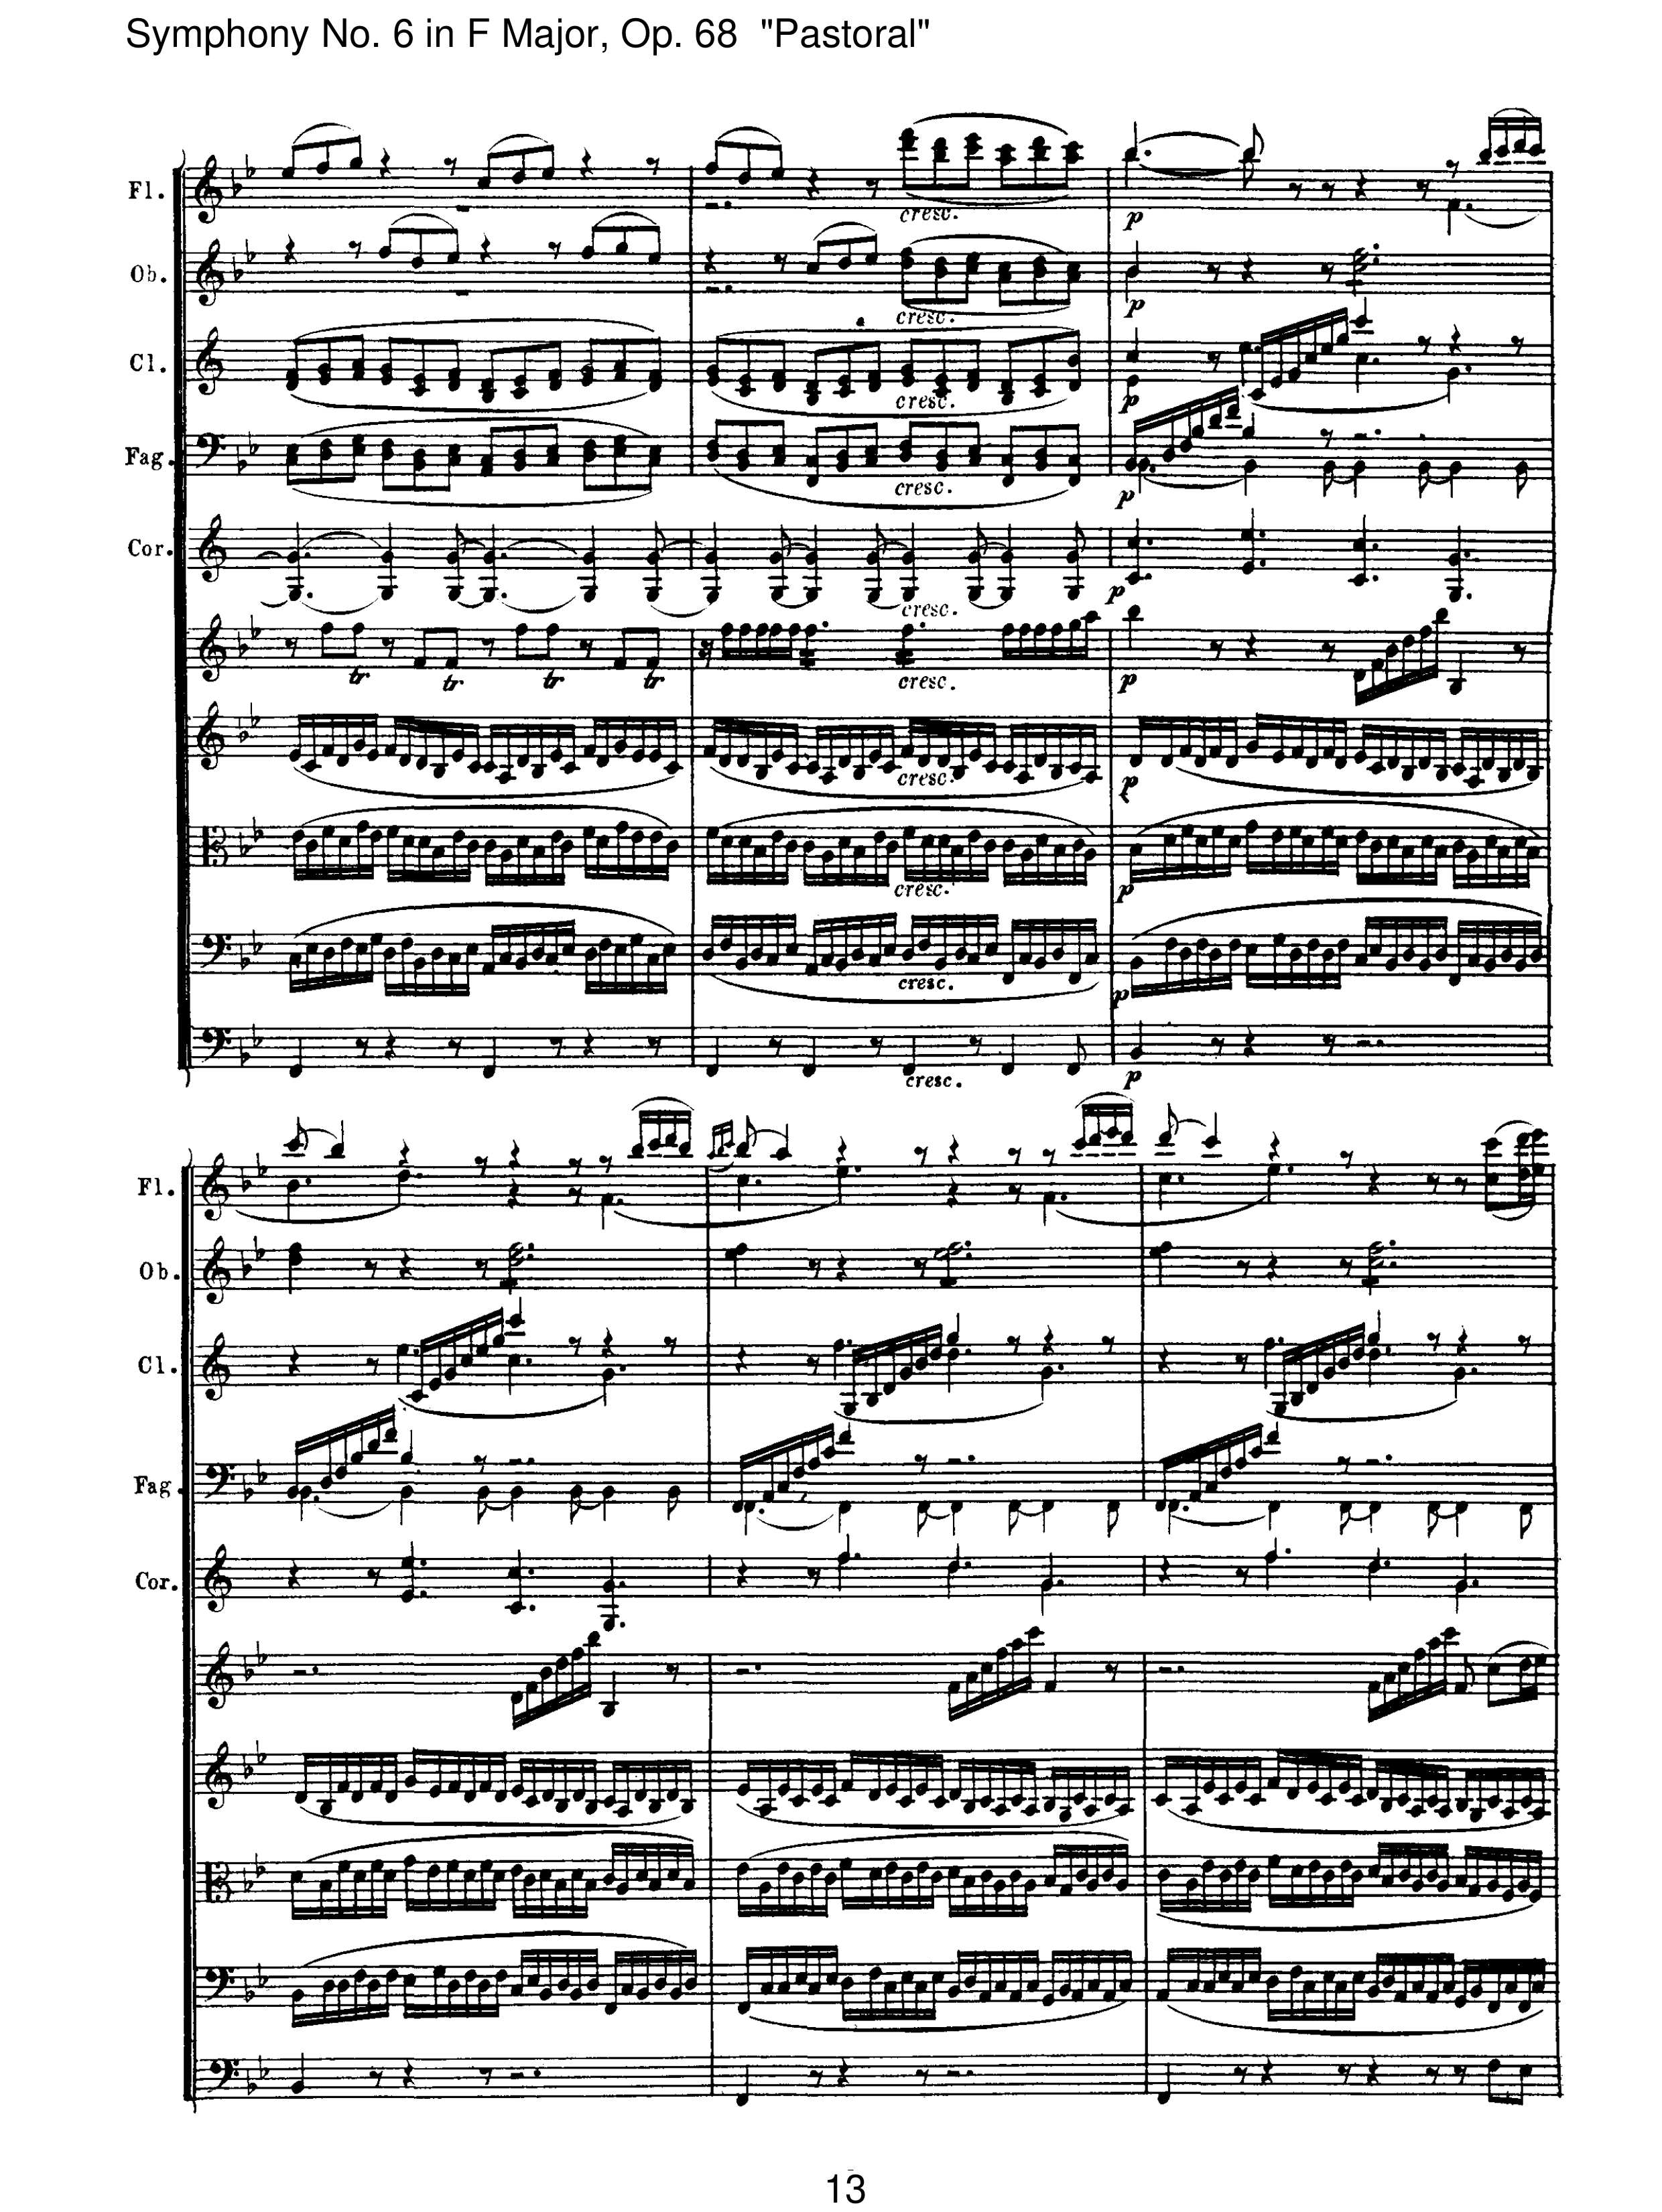 Symphony No. 6 in F Major, Op. 68 "Pastoral"
Fl.
cresc.
p
Ob.
cresc.
p
Cl.
cresc.
p
Fag.
cresc.
p
Cor.
cresc.
p
tr tr tr tr
cresc.
p
cresc.
p
cresc.
p
cresc.
p
cresc.
p
Fl.
Ob.
Cl.
Fag.
Cor.
13